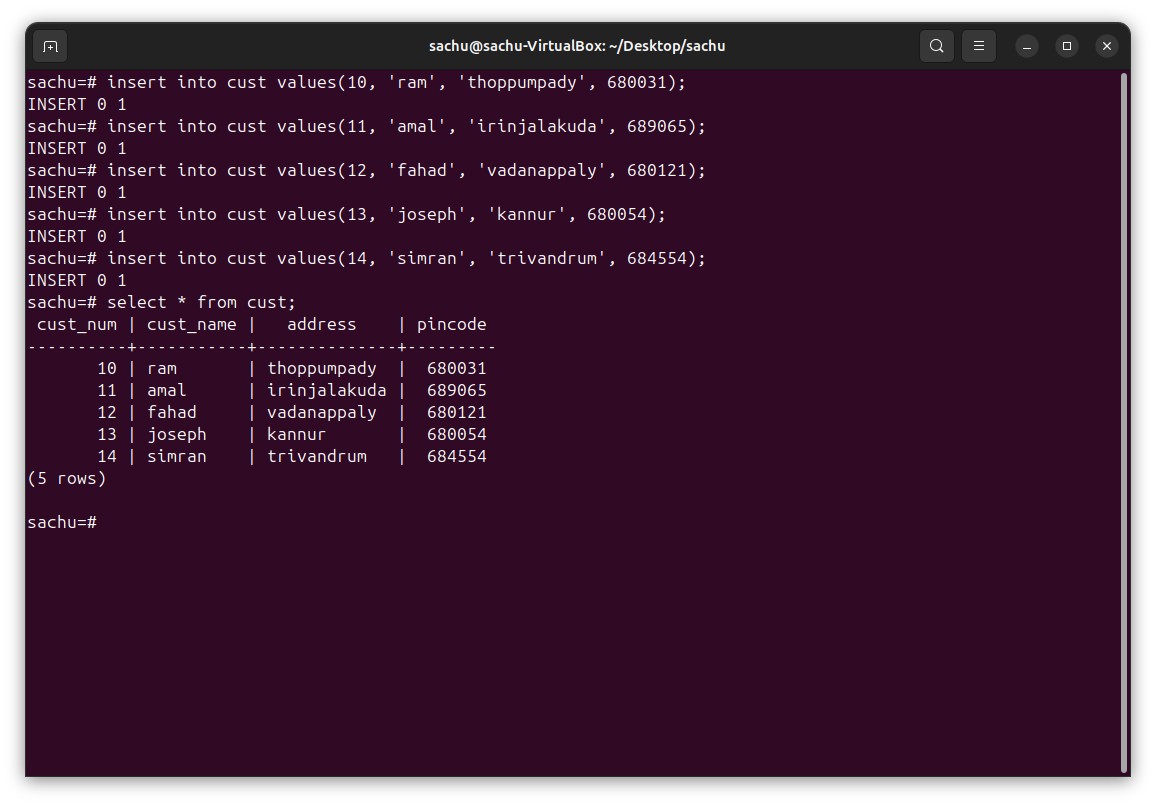 sachu@sachu-VirtualBox: ~/Desktop/sachu
sachu=# insert into cust values(10, 'ram', 'thoppumpady', 680031);
INSERT 0 1
sachu=# insert into cust values(11, 'amal', 'irinjalakuda', 689065);
INSERT 0 1
sachu=# insert into cust values(12, 'fahad', 'vadanappaly', 680121);
INSERT 0 1
sachu=# insert into cust values(13, 'joseph', 'kannur', 680054);
INSERT 0 1
sachu=# insert into cust values(14, 'simran', 'trivandrum', 684554);
INSERT 0 1
sachu=# select * from cust;
 cust_num | cust_name |   address    | pincode
----------+-----------+--------------+---------
       10 | ram       | thoppumpady  |  680031
       11 | amal      | irinjalakuda |  689065
       12 | fahad     | vadanappaly  |  680121
       13 | joseph    | kannur       |  680054
       14 | simran    | trivandrum   |  684554
(5 rows)
sachu=#